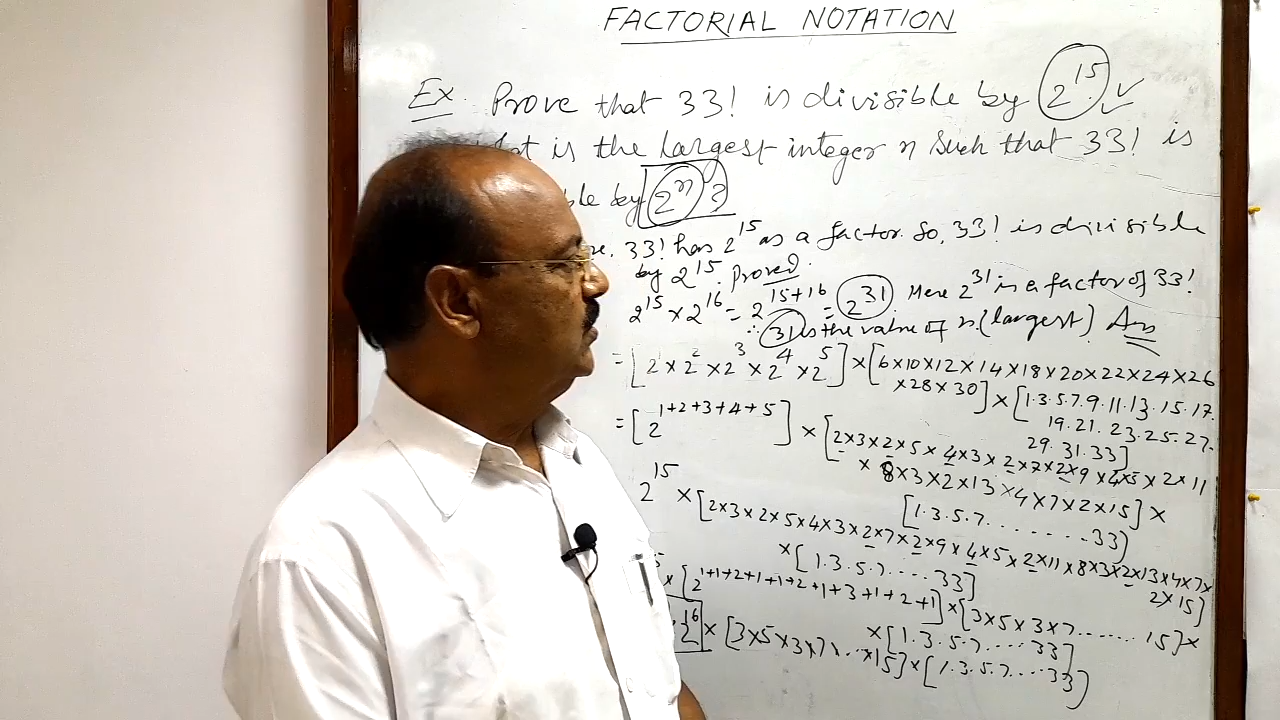 FACTORIAL NOTATION
Ex. Prove that 33! is divisible by 2^15.
is the largest integer n such that 33! is
by 2^n ?
33! has 2^15 as a factor. So, 33! is divisible
by 2^15. Proved.
2^15 × 2^16 = 2^15+16 = 2^31 Here 2^31 is a factor of 33!
∴ 31 is the value of n. (largest) Ans
= [2^1 × 2^2 × 2^3 × 2^4 × 2^5] × [6×10×12×14×18×20×22×24×26
×28×30] × [1.3.5.7.9.11.13.15.17.
19.21.23.25.27.
29.31.33]
= [2^1+2+3+4+5] × [2×3×2×5×4×3×2×7×2×9×4×5×2×11
×8×3×2×13×4×7×2×15] ×
[1.3.5.7.......33]
2^15 × [2×3×2×5×4×3×2×7×2×9×4×5×2×11×8×3×2×13×4×7×
2×15]
×[1.3.5.7....33]
× [2^1+1+2+1+1+2+1+3+1+2+1] × [3×5×3×7.......15] ×
×[1.3.5.7....33]
2^16 × [3×5×3×7×...×15] × [1.3.5.7....33]